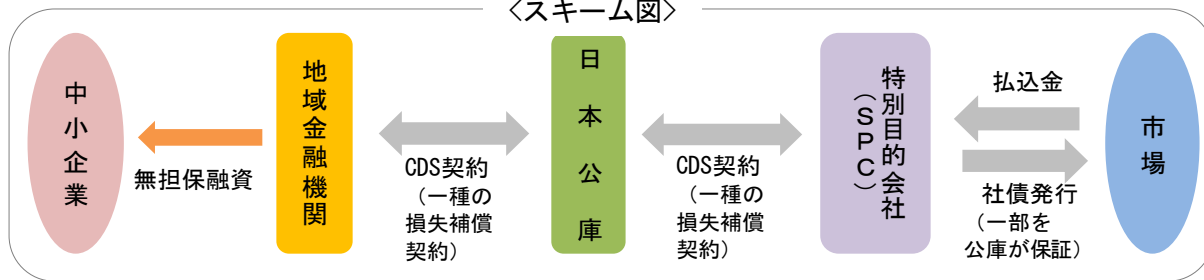 〈スキーム図〉
中小企業
無担保融資
地域金融機関
CDS契約
（一種の
損失補償
契約）
日本公庫
CDS契約
（一種の
損失補償
契約）
特別目的会社
（SPC）
払込金
社債発行
（一部を
公庫が保証）
市場